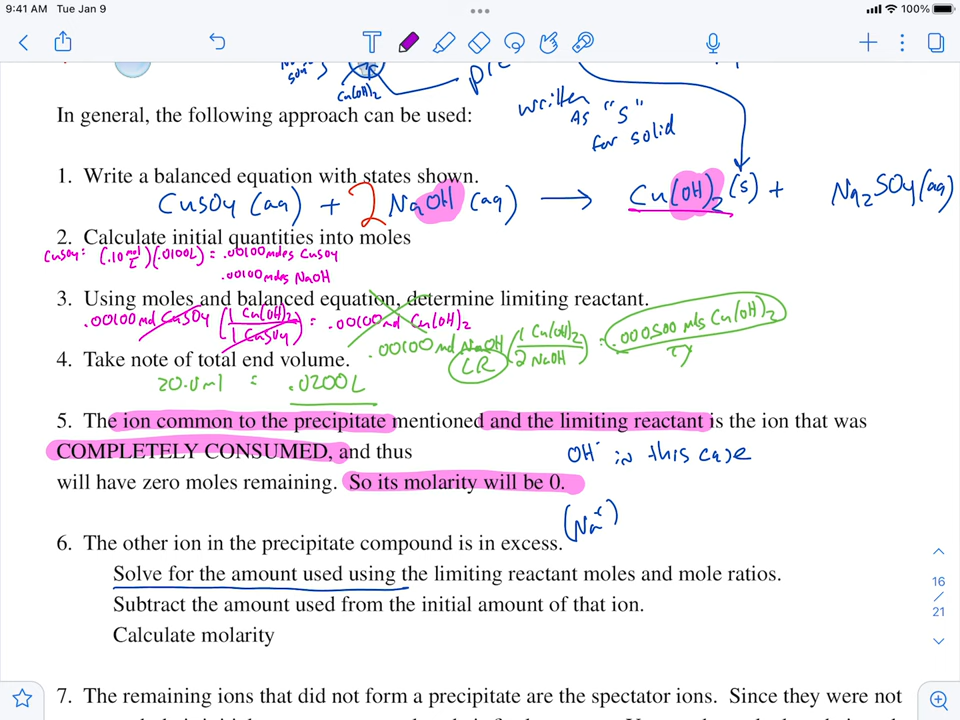 9:41 AM Tue Jan 9
100%
Cu(OH)2
written
As "S"
for solid
In general, the following approach can be used:
1. Write a balanced equation with states shown.
CuSO4 (aq) + 2 NaOH (aq) → Cu(OH)2 (s) + Na2SO4 (aq)
2. Calculate initial quantities into moles
CuSO4: (.10 mol/L)(.0100L) = .00100 moles CuSO4
.00100 moles NaOH
3. Using moles and balanced equation, determine limiting reactant.
.00100 mol CuSO4 (1 Cu(OH)2 / 1 CuSO4) = .00100 mol Cu(OH)2
.00100 mol NaOH (1 Cu(OH)2 / 2 NaOH) = .000500 mols Cu(OH)2
LR
TY
4. Take note of total end volume.
20.0ml = .0200L
5. The ion common to the precipitate mentioned and the limiting reactant is the ion that was
COMPLETELY CONSUMED, and thus
OH- in this case
will have zero moles remaining. So its molarity will be 0.
(Na+)
6. The other ion in the precipitate compound is in excess.
Solve for the amount used using the limiting reactant moles and mole ratios.
Subtract the amount used from the initial amount of that ion.
Calculate molarity
16
/
21
7. The remaining ions that did not form a precipitate are the spectator ions. Since they were not